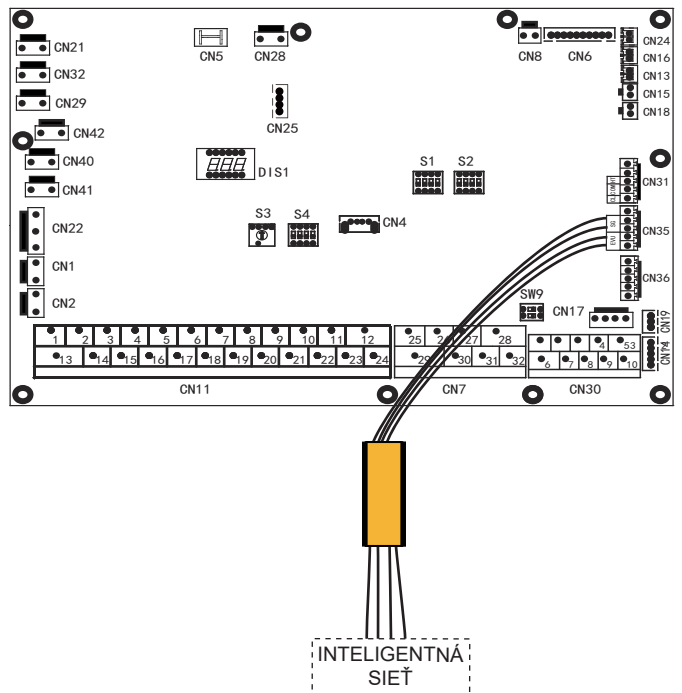 CN21
CN32
CN29
CN42
CN40
CN41
CN22
CN1
CN2
CN5
CN28
CN25
DIS1
S3
S4
CN4
S1
S2
CN8
CN6
CN24
CN16
CN13
CN15
CN18
CN31
SG
EVU
CN35
CN36
SW9
CN17
CN19
1 2 3 4 5 6 7 8 9 10 11 12
13 14 15 16 17 18 19 20 21 22 23 24
CN11
25 27 28
29 30 31 32
CN7
4 53
6 7 8 9 10
CN30
INTELIGENTNÁ
SIEŤ